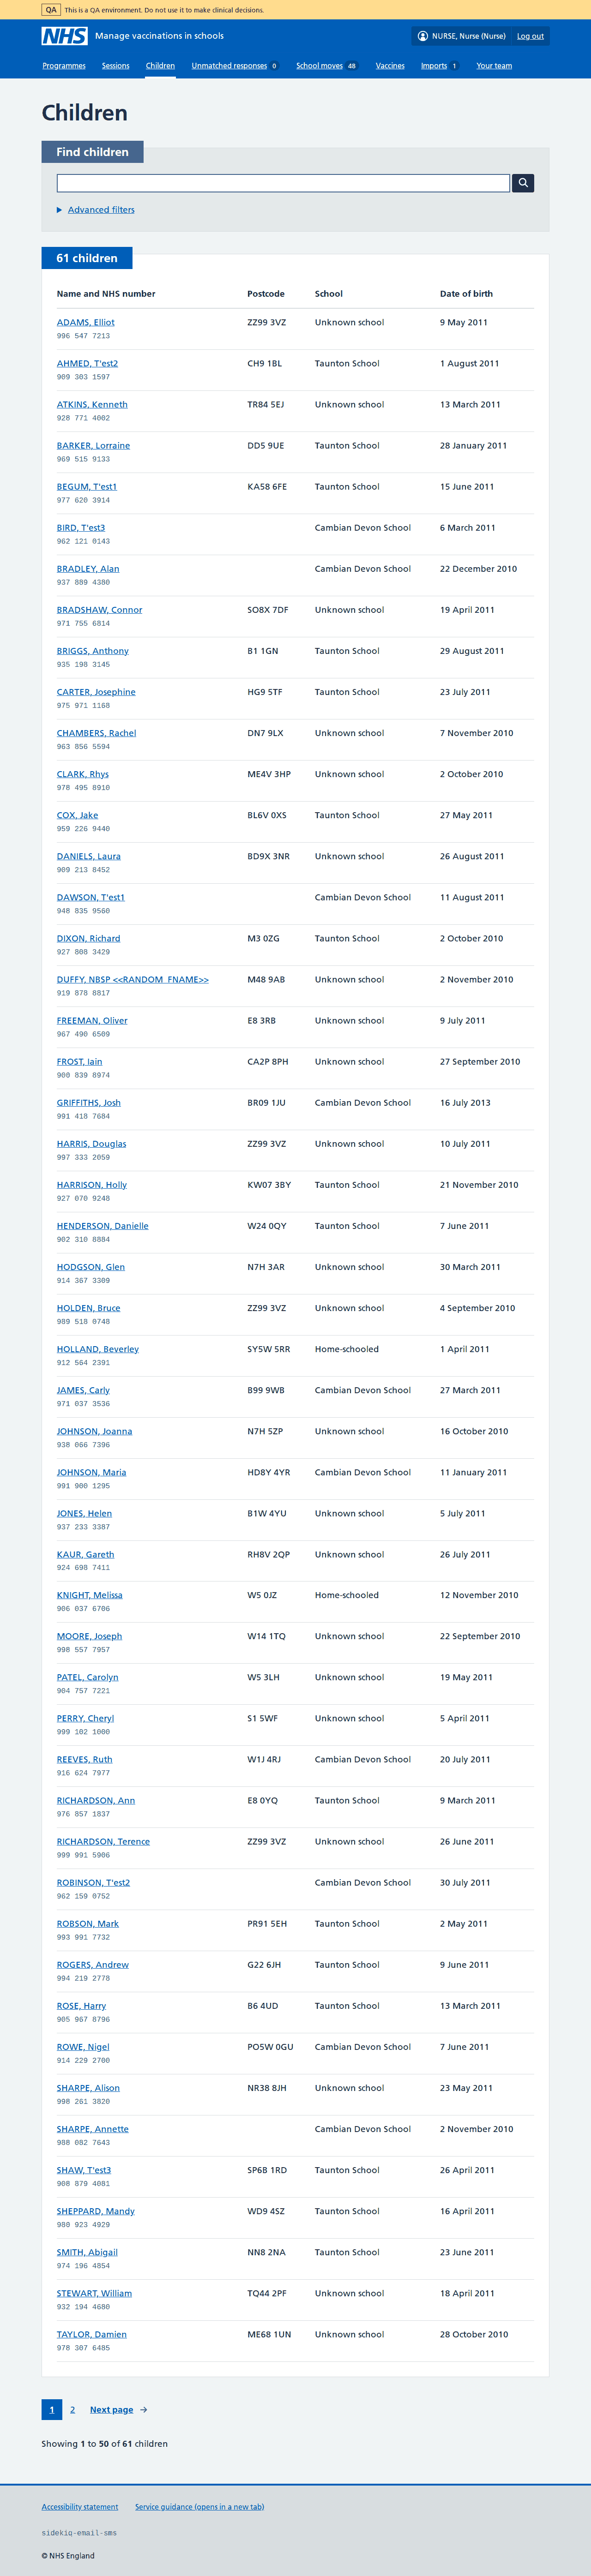 QA This is a QA environment. Do not use it to make clinical decisions.
NHS Manage vaccinations in schools NURSE, Nurse (Nurse) Log out
Programmes Sessions Children Unmatched responses 0 School moves 48 Vaccines Imports 1 Your team
Children
Find children
Advanced filters
61 children
Name and NHS number Postcode School Date of birth
ADAMS, Elliot ZZ99 3VZ Unknown school 9 May 2011
996 547 7213
AHMED, T'est2 CH9 1BL Taunton School 1 August 2011
909 303 1597
ATKINS, Kenneth TR84 5EJ Unknown school 13 March 2011
928 771 4002
BARKER, Lorraine DD5 9UE Taunton School 28 January 2011
969 515 9133
BEGUM, T'est1 KA58 6FE Taunton School 15 June 2011
977 620 3914
BIRD, T'est3 Cambian Devon School 6 March 2011
962 121 0143
BRADLEY, Alan Cambian Devon School 22 December 2010
937 889 4380
BRADSHAW, Connor SO8X 7DF Unknown school 19 April 2011
971 755 6814
BRIGGS, Anthony B1 1GN Taunton School 29 August 2011
935 198 3145
CARTER, Josephine HG9 5TF Taunton School 23 July 2011
975 971 1168
CHAMBERS, Rachel DN7 9LX Unknown school 7 November 2010
963 856 5594
CLARK, Rhys ME4V 3HP Unknown school 2 October 2010
978 495 8910
COX, Jake BL6V 0XS Taunton School 27 May 2011
959 226 9440
DANIELS, Laura BD9X 3NR Unknown school 26 August 2011
909 213 8452
DAWSON, T'est1 Cambian Devon School 11 August 2011
948 835 9560
DIXON, Richard M3 0ZG Taunton School 2 October 2010
927 808 3429
DUFFY, NBSP <<RANDOM_FNAME>> M48 9AB Unknown school 2 November 2010
919 878 8817
FREEMAN, Oliver E8 3RB Unknown school 9 July 2011
967 490 6509
FROST, Iain CA2P 8PH Unknown school 27 September 2010
900 839 8974
GRIFFITHS, Josh BR09 1JU Cambian Devon School 16 July 2013
991 418 7684
HARRIS, Douglas ZZ99 3VZ Unknown school 10 July 2011
997 333 2059
HARRISON, Holly KW07 3BY Taunton School 21 November 2010
927 070 9248
HENDERSON, Danielle W24 0QY Taunton School 7 June 2011
902 310 8884
HODGSON, Glen N7H 3AR Unknown school 30 March 2011
914 367 3309
HOLDEN, Bruce ZZ99 3VZ Unknown school 4 September 2010
989 518 0748
HOLLAND, Beverley SY5W 5RR Home-schooled 1 April 2011
912 564 2391
JAMES, Carly B99 9WB Cambian Devon School 27 March 2011
971 037 3536
JOHNSON, Joanna N7H 5ZP Unknown school 16 October 2010
938 066 7396
JOHNSON, Maria HD8Y 4YR Cambian Devon School 11 January 2011
991 900 1295
JONES, Helen B1W 4YU Unknown school 5 July 2011
937 233 3387
KAUR, Gareth RH8V 2QP Unknown school 26 July 2011
924 698 7411
KNIGHT, Melissa W5 0JZ Home-schooled 12 November 2010
906 037 6706
MOORE, Joseph W14 1TQ Unknown school 22 September 2010
998 557 7957
PATEL, Carolyn W5 3LH Unknown school 19 May 2011
904 757 7221
PERRY, Cheryl S1 5WF Unknown school 5 April 2011
999 102 1000
REEVES, Ruth W1J 4RJ Cambian Devon School 20 July 2011
916 624 7977
RICHARDSON, Ann E8 0YQ Taunton School 9 March 2011
976 857 1837
RICHARDSON, Terence ZZ99 3VZ Unknown school 26 June 2011
999 991 5906
ROBINSON, T'est2 Cambian Devon School 30 July 2011
962 159 0752
ROBSON, Mark PR91 5EH Taunton School 2 May 2011
993 991 7732
ROGERS, Andrew G22 6JH Taunton School 9 June 2011
994 219 2778
ROSE, Harry B6 4UD Taunton School 13 March 2011
905 967 8796
ROWE, Nigel PO5W 0GU Cambian Devon School 7 June 2011
914 229 2700
SHARPE, Alison NR38 8JH Unknown school 23 May 2011
998 261 3820
SHARPE, Annette Cambian Devon School 2 November 2010
988 082 7643
SHAW, T'est3 SP6B 1RD Taunton School 26 April 2011
908 879 4081
SHEPPARD, Mandy WD9 4SZ Taunton School 16 April 2011
980 923 4929
SMITH, Abigail NN8 2NA Taunton School 23 June 2011
974 196 4854
STEWART, William TQ44 2PF Unknown school 18 April 2011
932 194 4680
TAYLOR, Damien ME68 1UN Unknown school 28 October 2010
978 307 6485
1 2 Next page →
Showing 1 to 50 of 61 children
Accessibility statement Service guidance (opens in a new tab)
sidekiq-email-sms
© NHS England